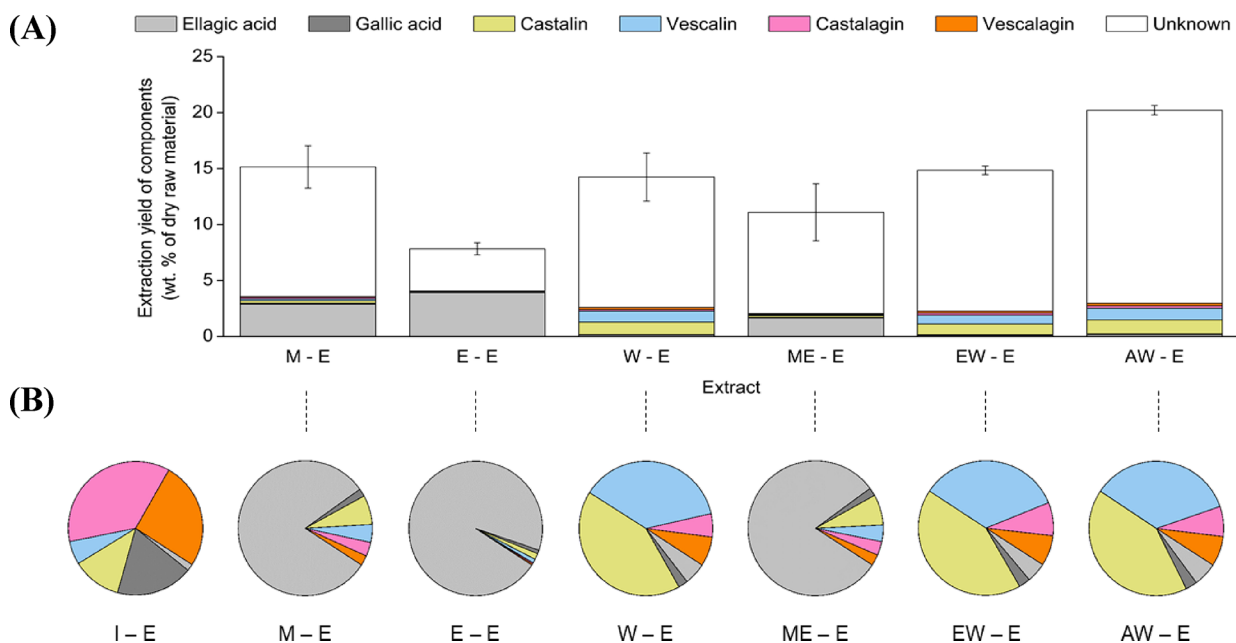 (A)
Ellagic acid Gallic acid Castalin Vescalin Castalagin Vescalagin Unknown
Extraction yield of components
(wt. % of dry raw material)
25
20
15
10
5
0
M - E E - E W - E ME - E EW - E AW - E
Extract
(B)
I – E M – E E – E W – E ME – E EW – E AW – E